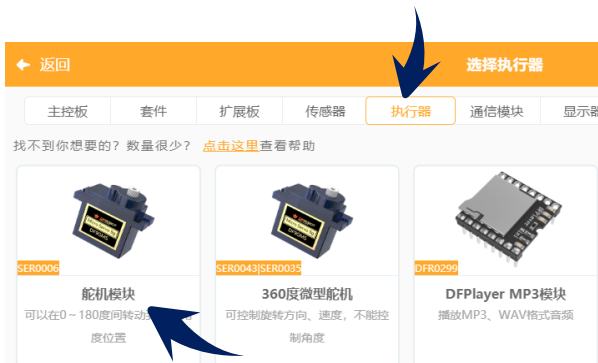 返回
选择执行器
主控板
套件
扩展板
传感器
执行器
通信模块
显示器
找不到你想要的？数量很少？ 点击这里查看帮助
SER0006
SER0043|SER0035
DFR0299
舵机模块
360度微型舵机
DFPlayer MP3模块
可以在0～180度间转动
度位置
可控制旋转方向、速度，不能控
制角度
播放MP3、WAV格式音频